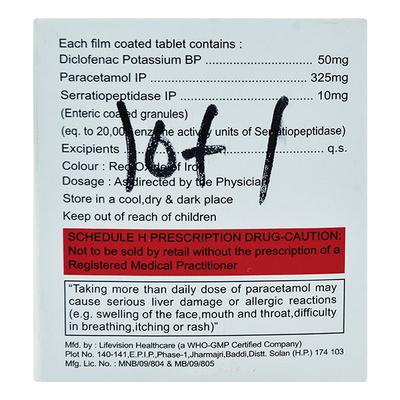 Each film coated tablet contains :
Diclofenac Potassium BP 50mg
Paracetamol IP 325mg
Serratiopeptidase IP 10mg
(Enteric coated granules)
(eq. to 20,000 enzyme activity units of Serratiopeptidase)
lot 1
Excipients q.s.
Colour : Red Oxide of Iron
Dosage : As directed by the Physician
Store in a cool,dry & dark place
Keep out of reach of children
SCHEDULE H PRESCRIPTION DRUG-CAUTION:
Not to be sold by retail without the prescription of a
Registered Medical Practitioner
"Taking more than daily dose of paracetamol may
cause serious liver damage or allergic reactions
(e.g. swelling of the face,mouth and throat,difficulty
in breathing,itching or rash)"
Mfd. by : Lifevision Healthcare (a WHO-GMP Certified Company)
Plot No. 140-141,E.P.I.P.,Phase-1,Jharmajri,Baddi,Distt. Solan (H.P.) 174 103
Mfg. Lic. No. : MNB/09/804 & MB/09/805